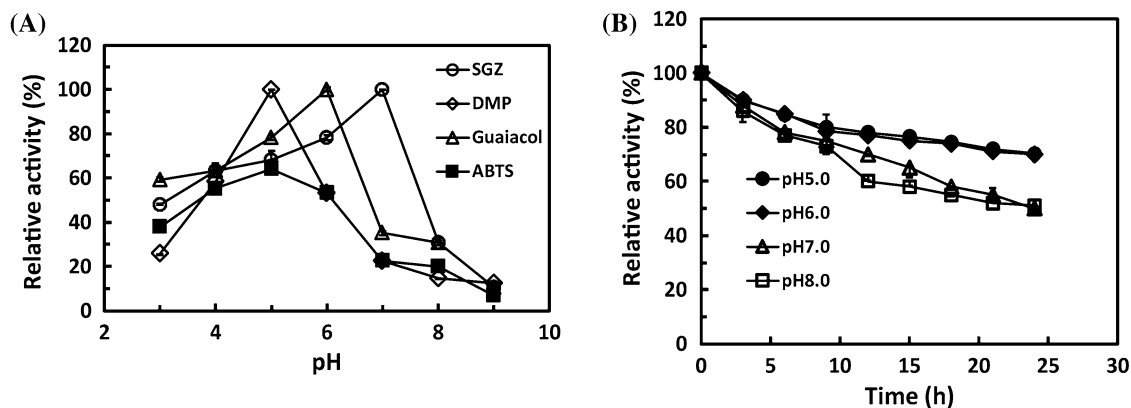 (A)
120
100
80
60
40
20
0
2 4 6 8 10
pH
Relative activity (%)
SGZ
DMP
Guaiacol
ABTS
(B)
120
100
80
60
40
20
0
0 5 10 15 20 25 30
Time (h)
Relative activity (%)
pH5.0
pH6.0
pH7.0
pH8.0